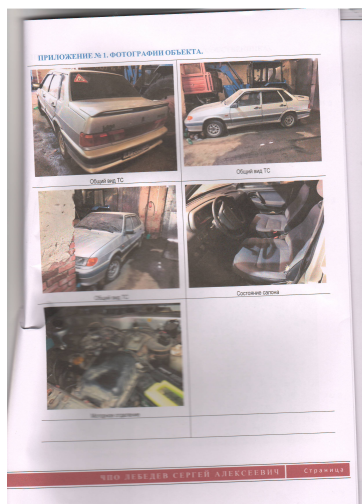 ПРИЛОЖЕНИЕ № 1. ФОТОГРАФИИ ОБЪЕКТА.
Общий вид ТС
Общий вид ТС
Общий вид ТС
Состояние салона
Моторное отделение
ЧПО ЛЕБЕДЕВ СЕРГЕЙ АЛЕКСЕЕВИЧ
Страница